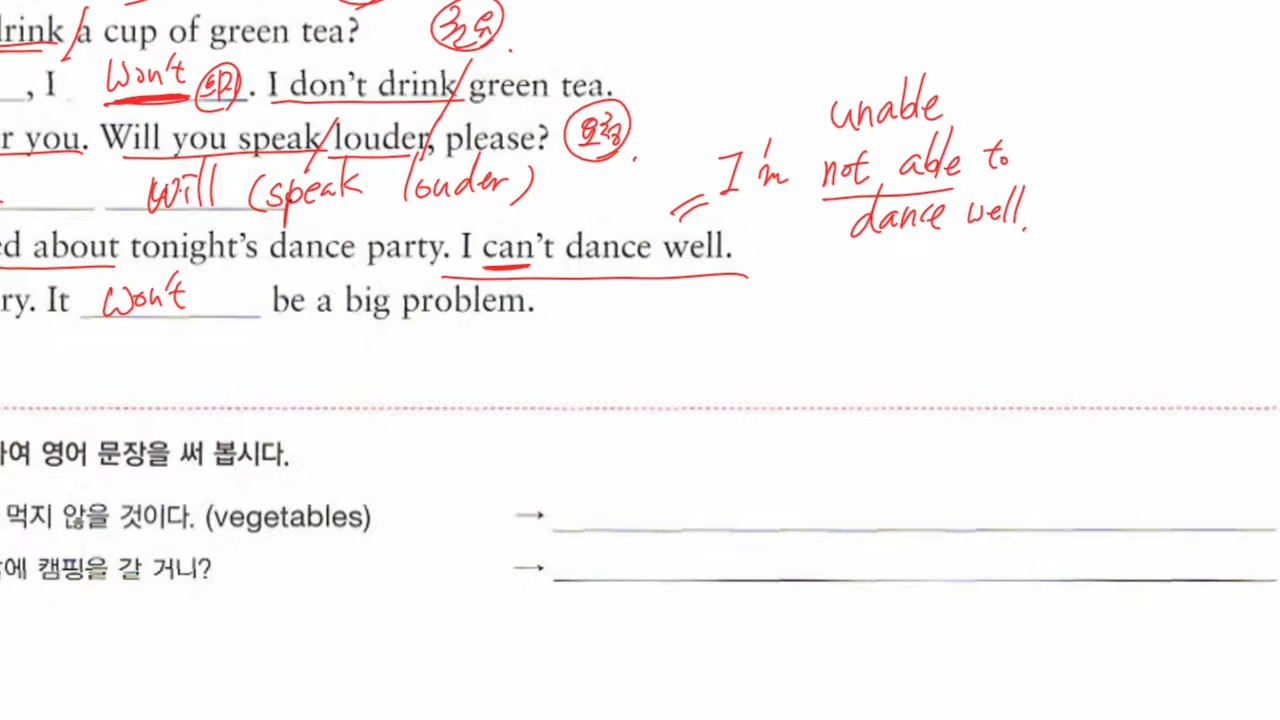 drink a cup of green tea? 권유.
, I Won't 의지. I don't drink green tea.
r you. Will you speak louder, please? 요청.
Will (speak louder)
unable
= I'm not able to
dance well.
ed about tonight's dance party. I can't dance well.
ry. It Won't be a big problem.
하여 영어 문장을 써 봅시다.
먹지 않을 것이다. (vegetables) →
에 캠핑을 갈 거니? →